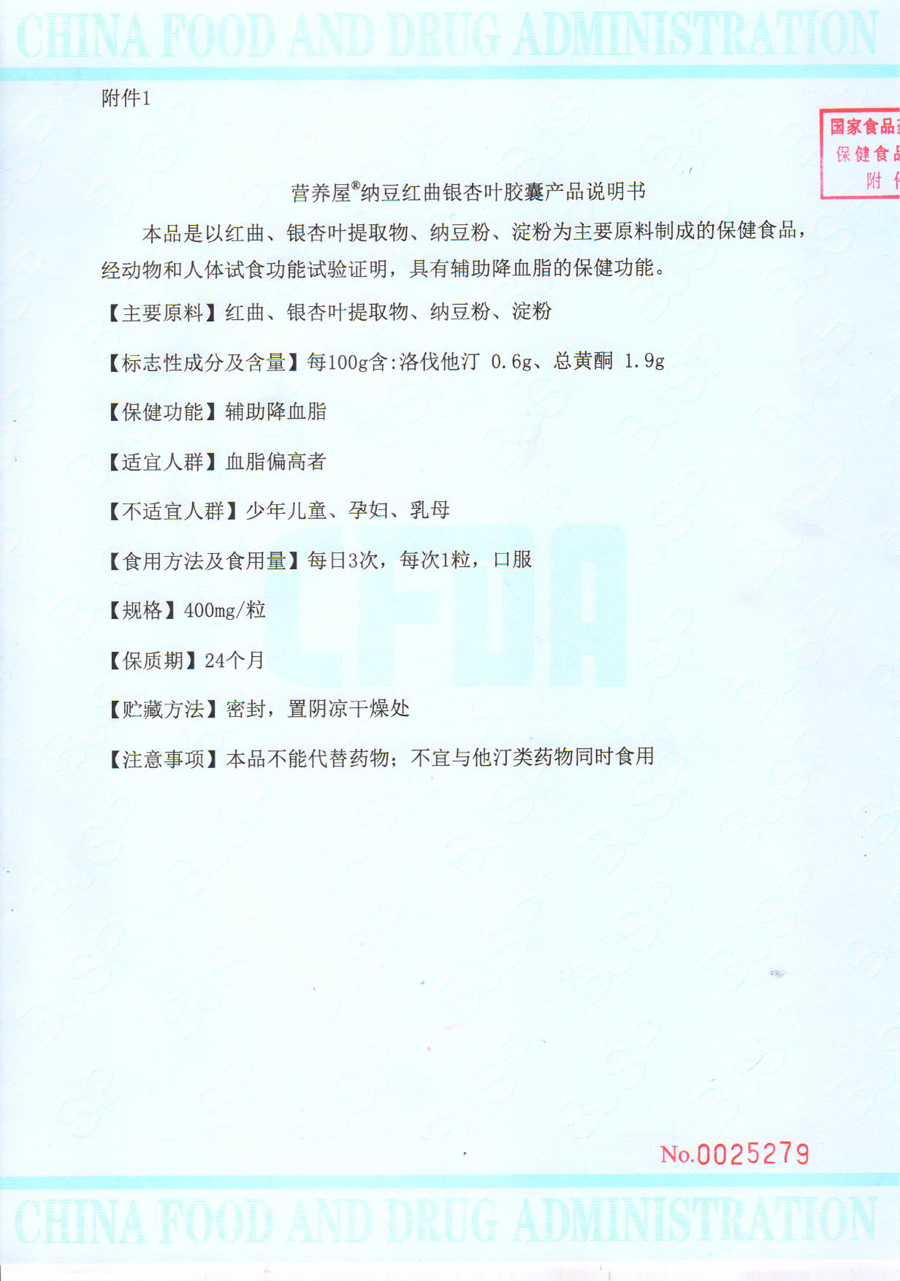 CHINA FOOD AND DRUG ADMINISTRATION
附件1
国家食品
保健食品
附件
营养屋®纳豆红曲银杏叶胶囊产品说明书
本品是以红曲、银杏叶提取物、纳豆粉、淀粉为主要原料制成的保健食品，
经动物和人体试食功能试验证明，具有辅助降血脂的保健功能。
【主要原料】红曲、银杏叶提取物、纳豆粉、淀粉
【标志性成分及含量】每100g含:洛伐他汀 0.6g、总黄酮 1.9g
【保健功能】辅助降血脂
【适宜人群】血脂偏高者
【不适宜人群】少年儿童、孕妇、乳母
【食用方法及食用量】每日3次，每次1粒，口服
CFDA
【规格】400mg/粒
【保质期】24个月
【贮藏方法】密封，置阴凉干燥处
【注意事项】本品不能代替药物；不宜与他汀类药物同时食用
No.0025279
CHINA FOOD AND DRUG ADMINISTRATION